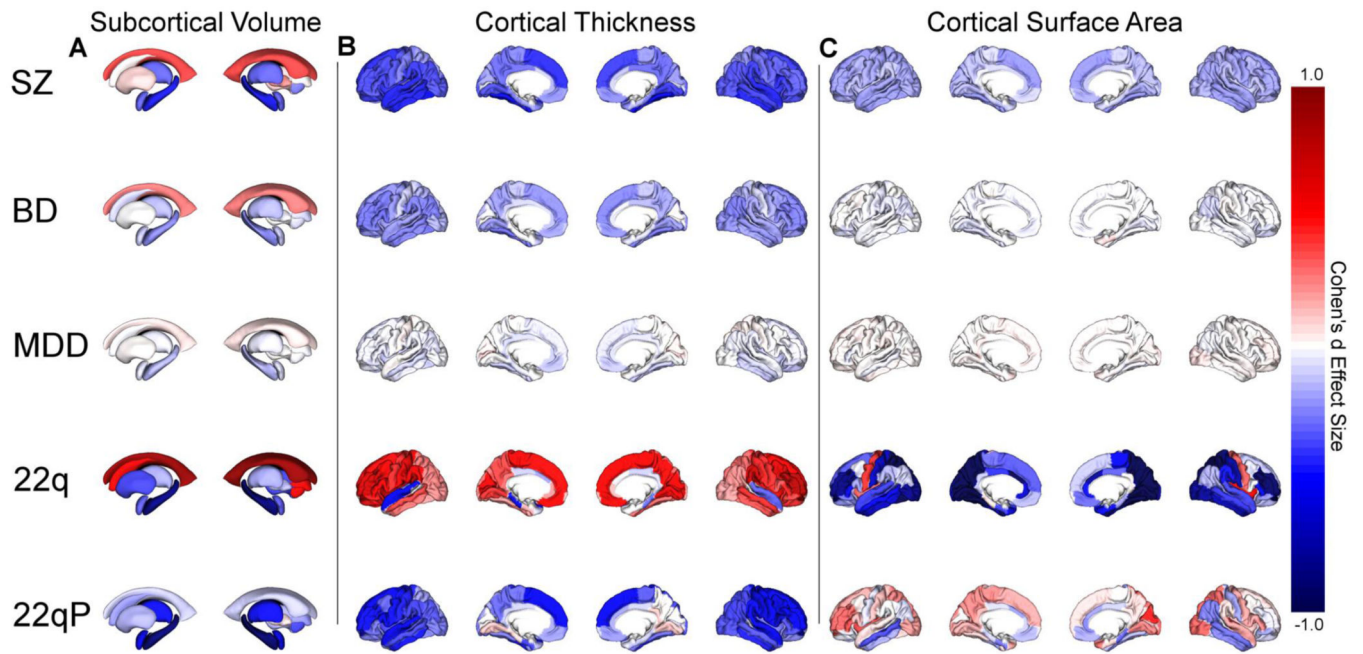 Subcortical Volume
Cortical Thickness
Cortical Surface Area
A
B
C
SZ
BD
MDD
22q
22qP
1.0
Cohen's d Effect Size
-1.0